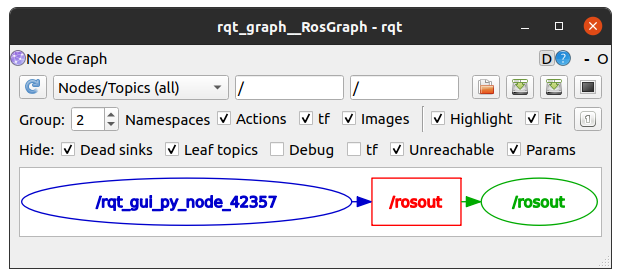 rqt_graph__RosGraph - rqt
Node Graph
D ? - O
Nodes/Topics (all) / /
Group: 2 Namespaces Actions tf Images Highlight Fit
Hide: Dead sinks Leaf topics Debug tf Unreachable Params
/rqt_gui_py_node_42357 /rosout /rosout